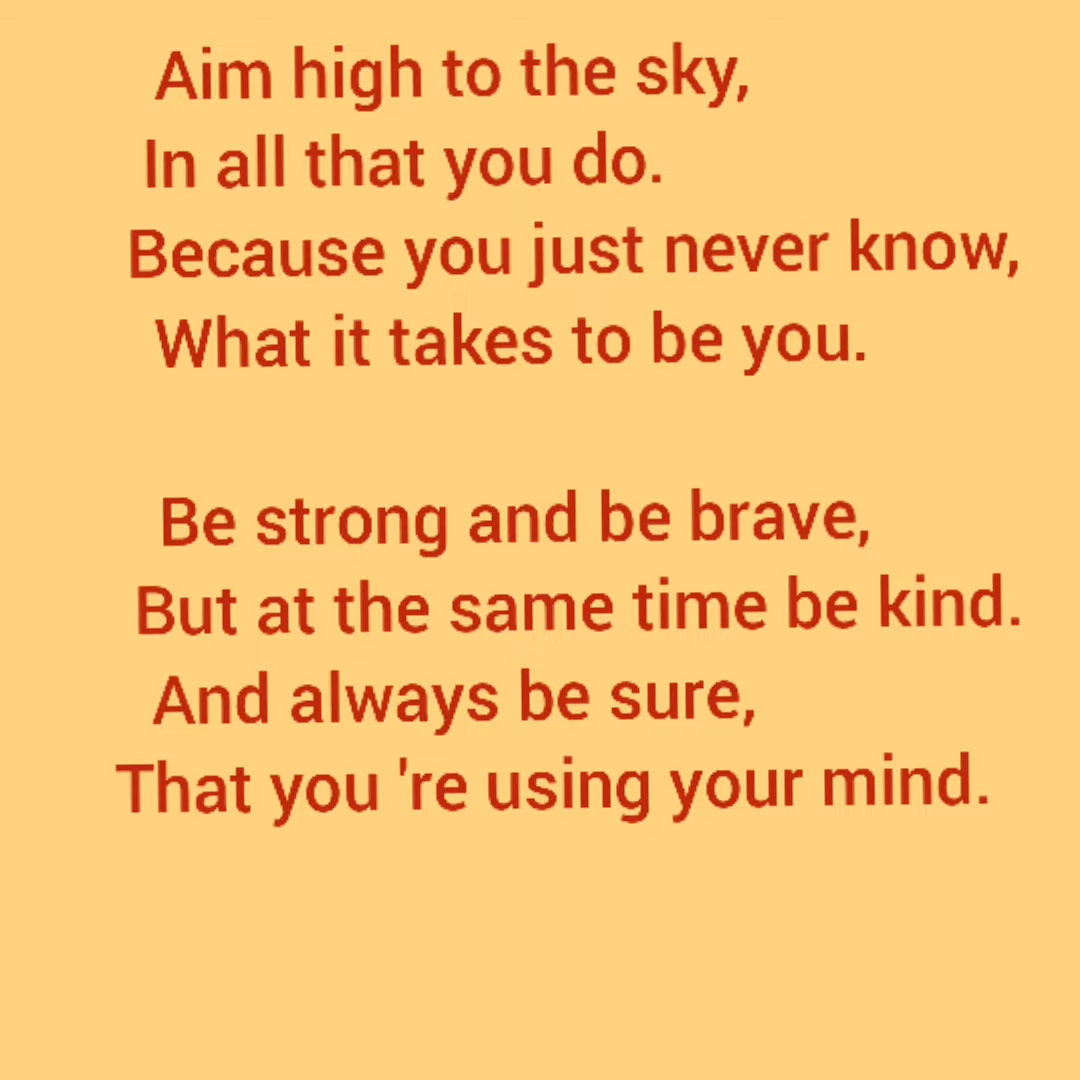 Aim high to the sky,
In all that you do.
Because you just never know,
What it takes to be you.
Be strong and be brave,
But at the same time be kind.
And always be sure,
That you 're using your mind.